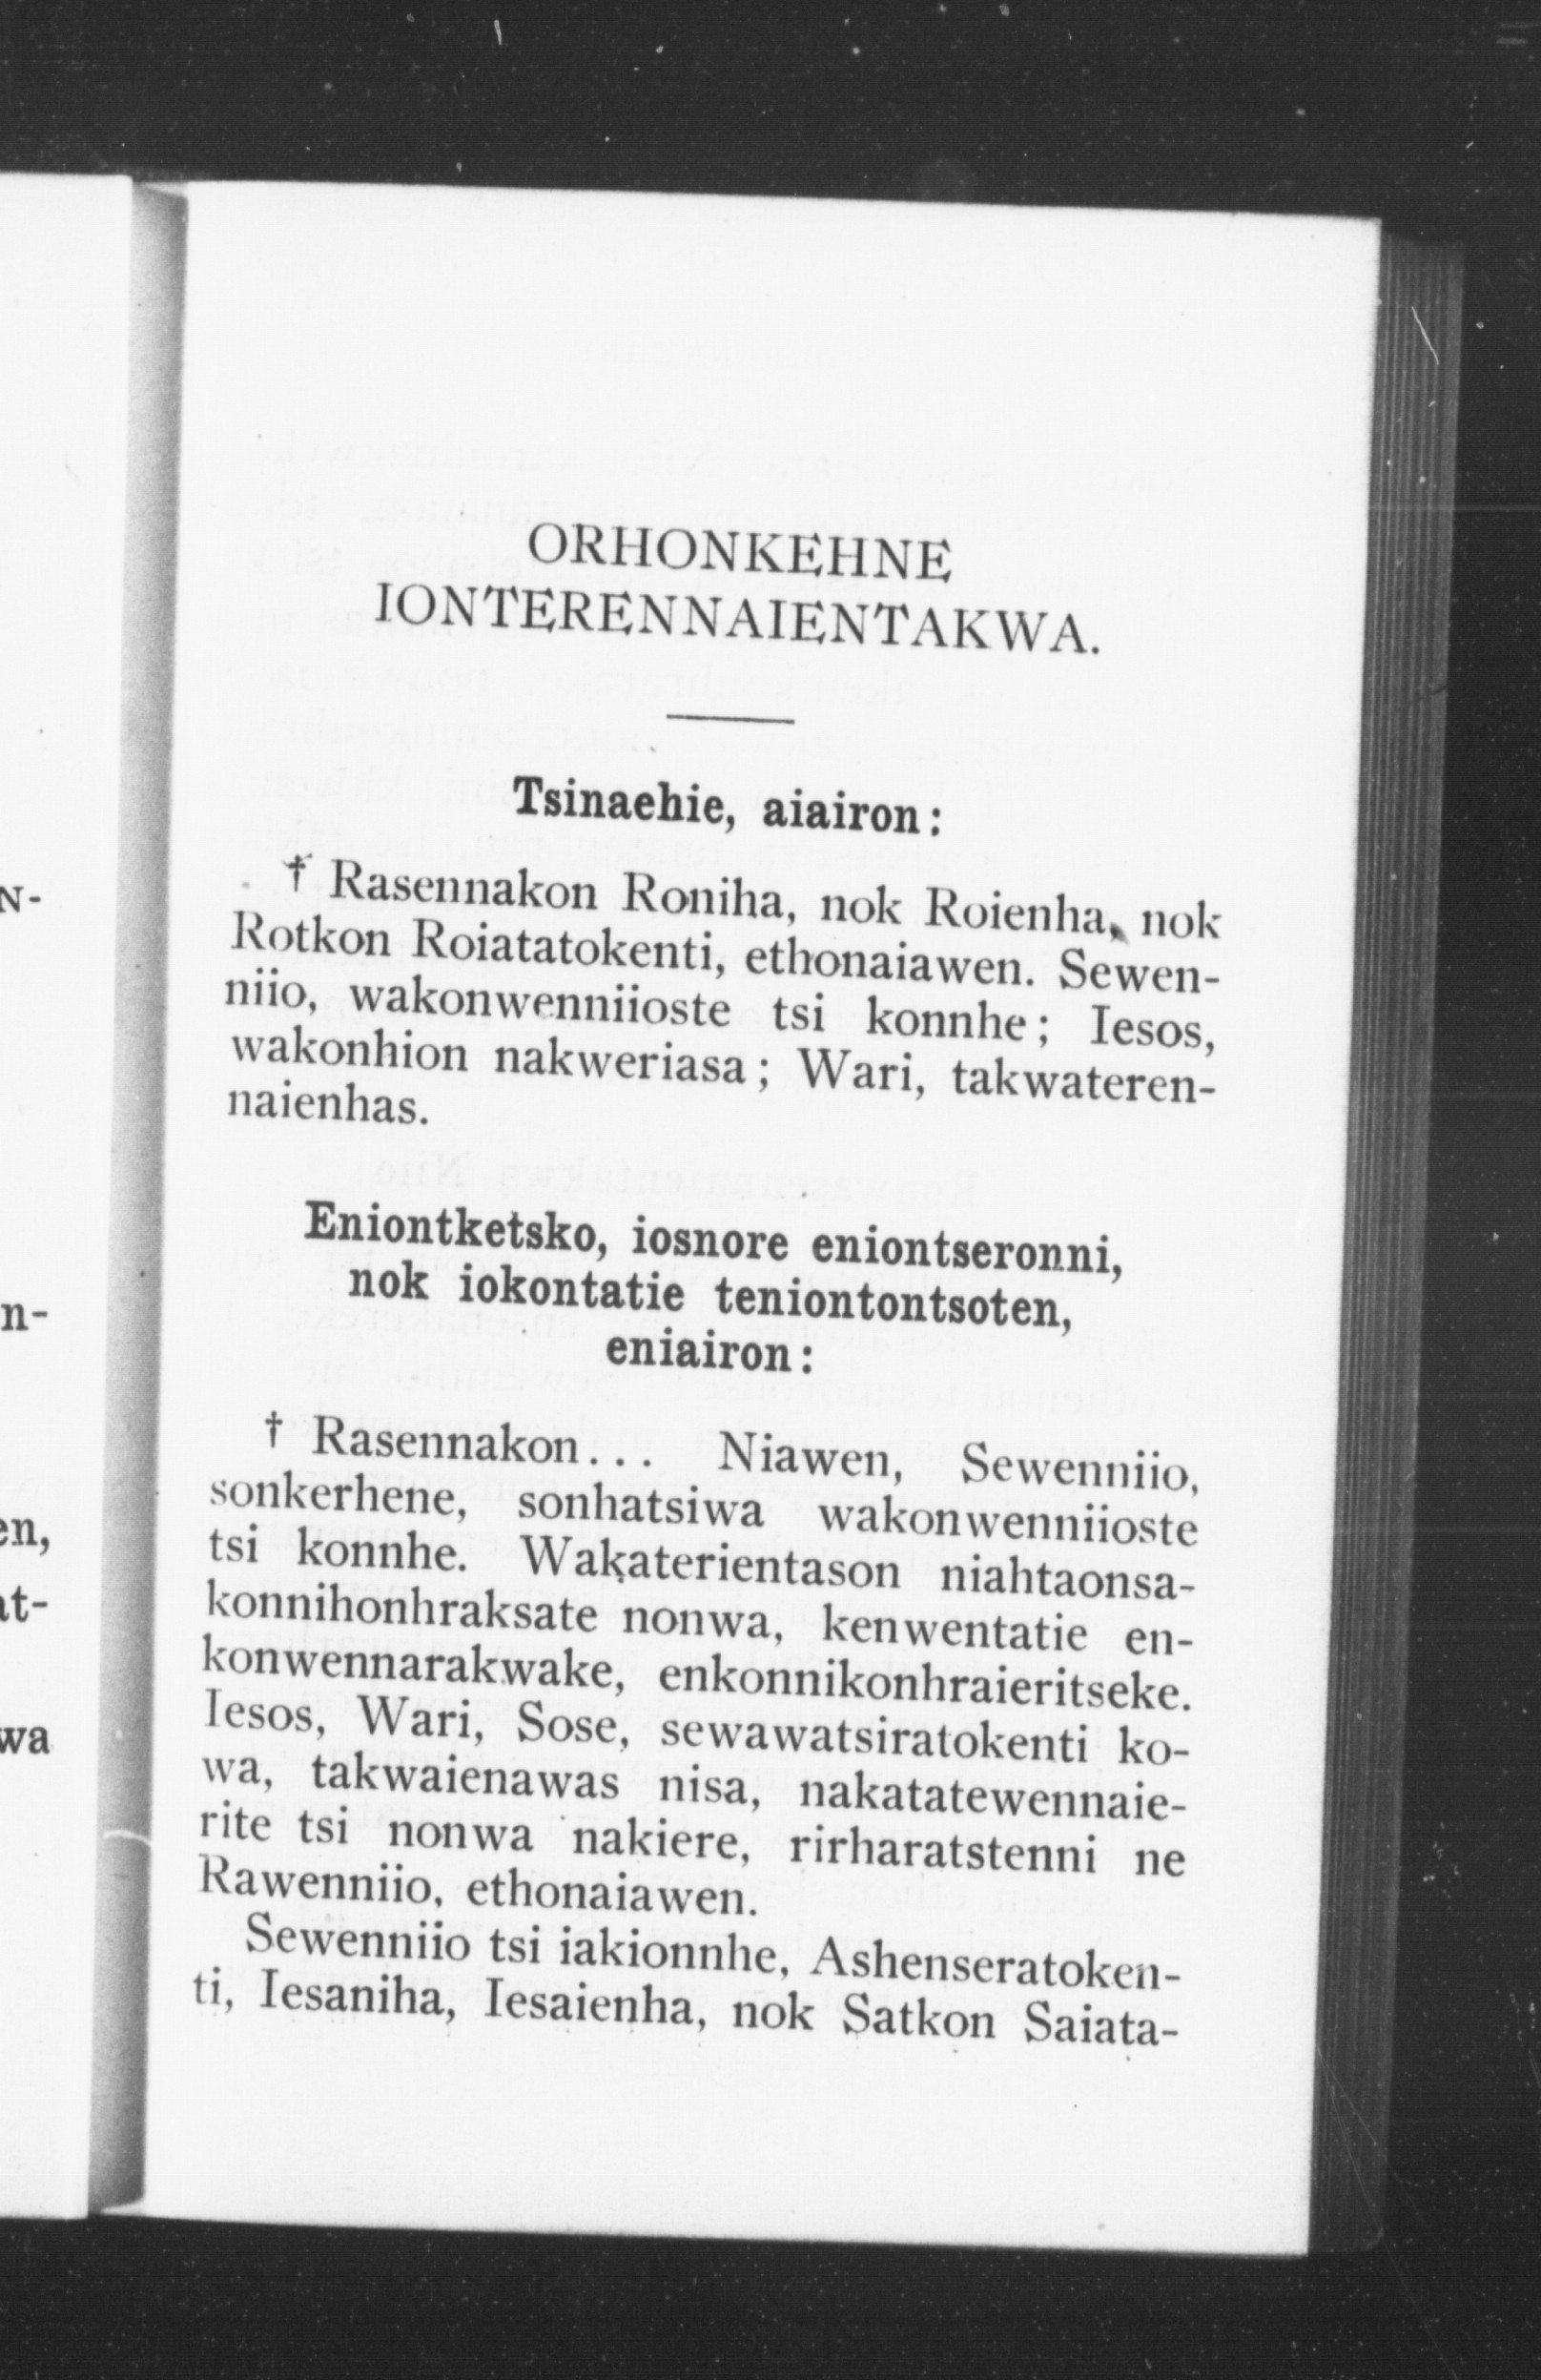 ORHONKEHNE
IONTERENNAIENTAKWA.
Tsinaehie, aiairon:
† Rasennakon Roniha, nok Roienha, nok
Rotkon Roiatatokenti, ethonaiawen. Sewen-
niio, wakonwenniioste tsi konnhe; Iesos,
wakonhion nakweriasa; Wari, takwateren-
naienhas.
Eniontketsko, iosnore eniontseronni,
nok iokontatie teniontontsoten,
eniairon:
† Rasennakon... Niawen, Sewenniio,
sonkerhene, sonhatsiwa wakonwenniioste
tsi konnhe. Wakaterientason niahtaonsa-
konnihonhraksate nonwa, kenwentatie en-
konwennarakwake, enkonnikonhraieritseke.
Iesos, Wari, Sose, sewawatsiratokenti ko-
wa, takwaienawas nisa, nakatatewennaie-
rite tsi nonwa nakiere, rirharatstenni ne
Rawenniio, ethonaiawen.
Sewenniio tsi iakionnhe, Ashenseratoken-
ti, Iesaniha, Iesaienha, nok Satkon Saiata-